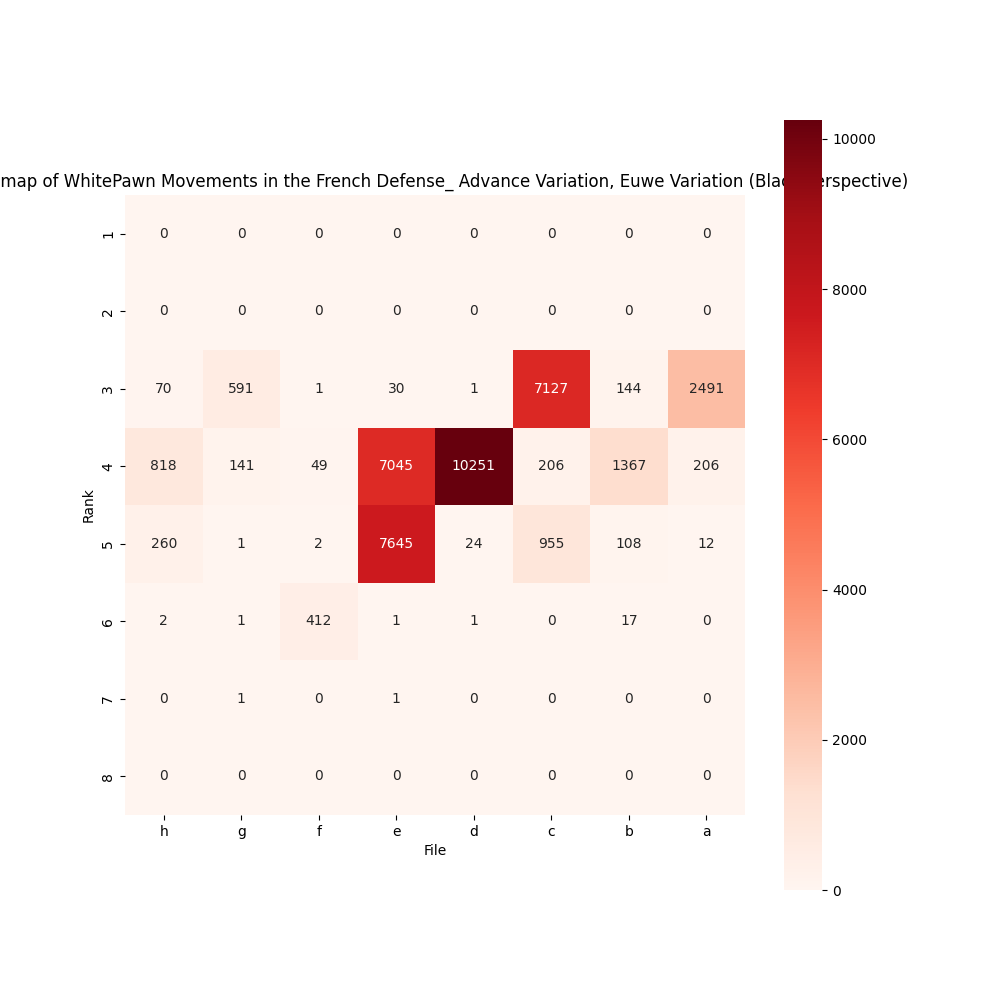 map of WhitePawn Movements in the French Defense_ Advance Variation, Euwe Variation (Bla erspective)
1 0 0 0 0 0 0 0 0
2 0 0 0 0 0 0 0 0
3 70 591 1 30 1 7127 144 2491
4 818 141 49 7045 10251 206 1367 206
5 260 1 2 7645 24 955 108 12
6 2 1 412 1 1 0 17 0
7 0 1 0 1 0 0 0 0
8 0 0 0 0 0 0 0 0
h g f e d c b a
Rank
File
10000
8000
6000
4000
2000
0